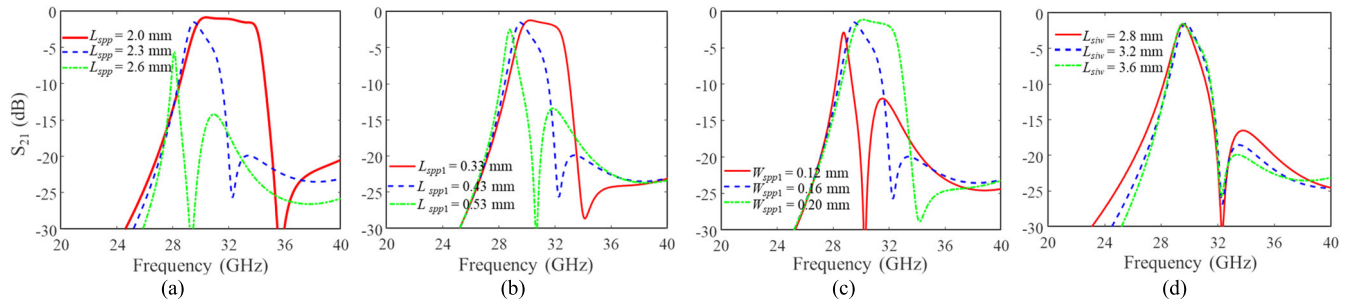 0
-5
-10
-15
-20
-25
-30
S21 (dB)
Lspp = 2.0 mm
Lspp = 2.3 mm
Lspp = 2.6 mm
20 24 28 32 36 40
Frequency (GHz)
(a)
0
-5
-10
-15
-20
-25
-30
Lspp1 = 0.33 mm
Lspp1 = 0.43 mm
Lspp1 = 0.53 mm
20 24 28 32 36 40
Frequency (GHz)
(b)
0
-5
-10
-15
-20
-25
-30
Wspp1 = 0.12 mm
Wspp1 = 0.16 mm
Wspp1 = 0.20 mm
20 24 28 32 36 40
Frequency (GHz)
(c)
0
-5
-10
-15
-20
-25
-30
Lsiw = 2.8 mm
Lsiw = 3.2 mm
Lsiw = 3.6 mm
20 24 28 32 36 40
Frequency (GHz)
(d)